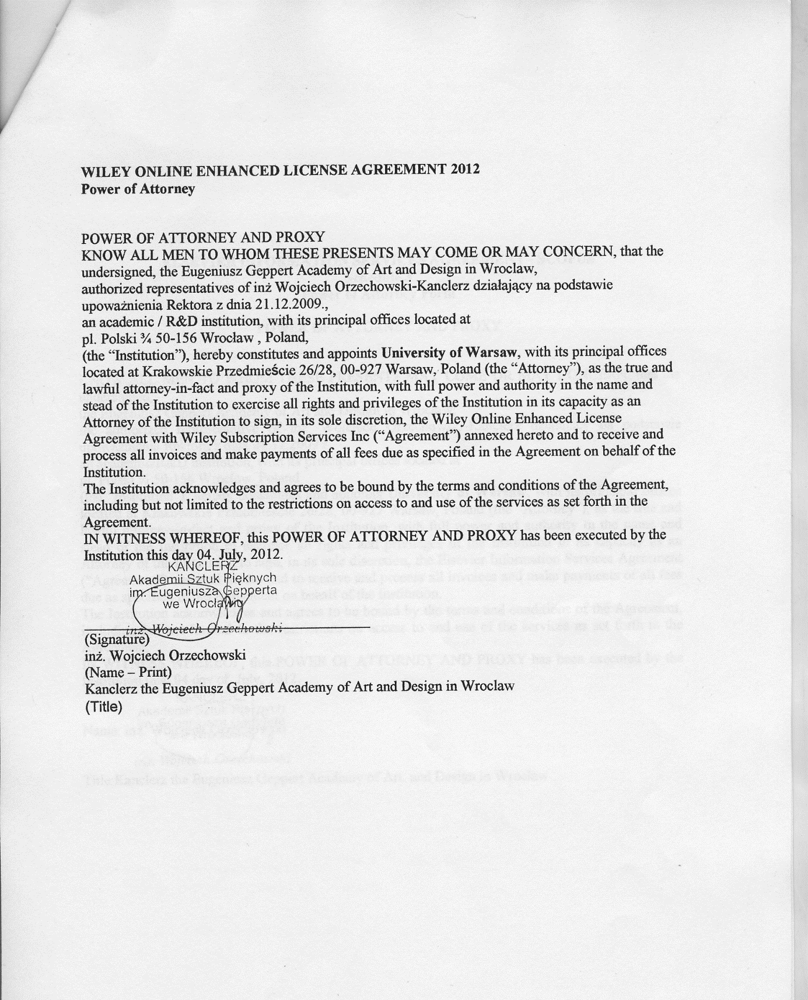 WILEY ONLINE ENHANCED LICENSE AGREEMENT 2012
Power of Attorney
POWER OF ATTORNEY AND PROXY
KNOW ALL MEN TO WHOM THESE PRESENTS MAY COME OR MAY CONCERN, that the
undersigned, the Eugeniusz Geppert Academy of Art and Design in Wroclaw,
authorized representatives of inż Wojciech Orzechowski-Kanclerz działający na podstawie
upoważnienia Rektora z dnia 21.12.2009.,
an academic / R&D institution, with its principal offices located at
pl. Polski ¾ 50-156 Wrocław , Poland,
(the “Institution”), hereby constitutes and appoints University of Warsaw, with its principal offices
located at Krakowskie Przedmieście 26/28, 00-927 Warsaw, Poland (the “Attorney”), as the true and
lawful attorney-in-fact and proxy of the Institution, with full power and authority in the name and
stead of the Institution to exercise all rights and privileges of the Institution in its capacity as an
Attorney of the Institution to sign, in its sole discretion, the Wiley Online Enhanced License
Agreement with Wiley Subscription Services Inc (“Agreement”) annexed hereto and to receive and
process all invoices and make payments of all fees due as specified in the Agreement on behalf of the
Institution.
The Institution acknowledges and agrees to be bound by the terms and conditions of the Agreement,
including but not limited to the restrictions on access to and use of the services as set forth in the
Agreement.
IN WITNESS WHEREOF, this POWER OF ATTORNEY AND PROXY has been executed by the
Institution this day 04. July, 2012.
KANCLERZ
Akademii Sztuk Pięknych
im. Eugeniusza Gepperta
we Wrocławiu
inż. Wojciech Orzechowski
(Signature)
inż. Wojciech Orzechowski
(Name – Print)
Kanclerz the Eugeniusz Geppert Academy of Art and Design in Wroclaw
(Title)